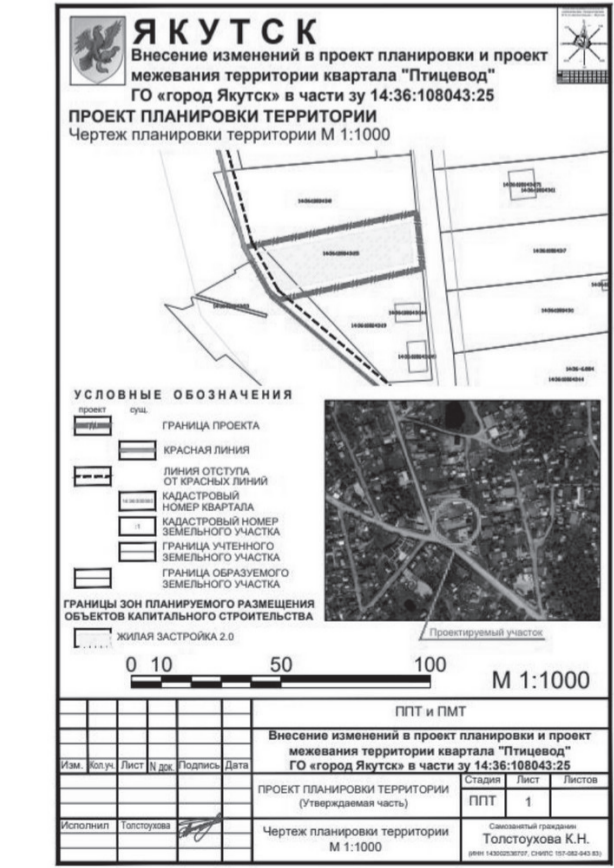 ЯКУТСК
Внесение изменений в проект планировки и проект
межевания территории квартала "Птицевод"
ГО «город Якутск» в части зу 14:36:108043:25
ПРОЕКТ ПЛАНИРОВКИ ТЕРРИТОРИИ
Чертеж планировки территории М 1:1000
УСЛОВНЫЕ ОБОЗНАЧЕНИЯ
проект сущ.
ГРАНИЦА ПРОЕКТА
КРАСНАЯ ЛИНИЯ
ЛИНИЯ ОТСТУПА
ОТ КРАСНЫХ ЛИНИЙ
КАДАСТРОВЫЙ
НОМЕР КВАРТАЛА
КАДАСТРОВЫЙ НОМЕР
ЗЕМЕЛЬНОГО УЧАСТКА
ГРАНИЦА УЧТЕННОГО
ЗЕМЕЛЬНОГО УЧАСТКА
ГРАНИЦА ОБРАЗУЕМОГО
ЗЕМЕЛЬНОГО УЧАСТКА
ГРАНИЦЫ ЗОН ПЛАНИРУЕМОГО РАЗМЕЩЕНИЯ
ОБЪЕКТОВ КАПИТАЛЬНОГО СТРОИТЕЛЬСТВА
ЖИЛАЯ ЗАСТРОЙКА 2.0
Проектируемый участок
0 10 50 100
М 1:1000
ППТ и ПМТ
Внесение изменений в проект планировки и проект
межевания территории квартала "Птицевод"
ГО «город Якутск» в части зу 14:36:108043:25
Изм. Кол.уч. Лист N док. Подпись Дата
ПРОЕКТ ПЛАНИРОВКИ ТЕРРИТОРИИ
(Утверждаемая часть)
Стадия Лист Листов
ППТ 1
Исполнил Толстоухова
Чертеж планировки территории
М 1:1000
Самозанятый гражданин
Толстоухова К.Н.